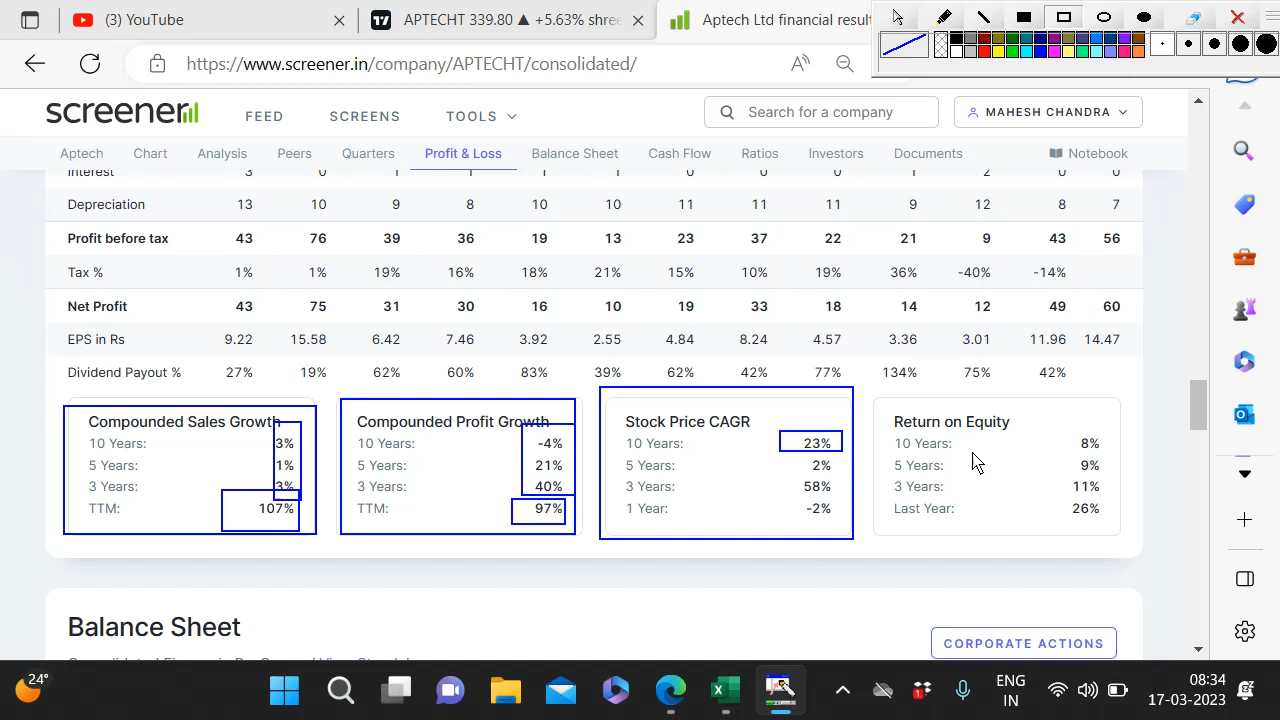 (3) YouTube
APTECHT 339.80 ▲ +5.63% shree
Aptech Ltd financial result
https://www.screener.in/company/APTECHT/consolidated/
screener
FEED
SCREENS
TOOLS
Search for a company
MAHESH CHANDRA
Aptech Chart Analysis Peers Quarters Profit & Loss Balance Sheet Cash Flow Ratios Investors Documents Notebook
Interest 3 0 1 1 1 1 0 0 0 1 2 0 0
Depreciation 13 10 9 8 10 10 11 11 11 9 12 8 7
Profit before tax 43 76 39 36 19 13 23 37 22 21 9 43 56
Tax % 1% 1% 19% 16% 18% 21% 15% 10% 19% 36% -40% -14%
Net Profit 43 75 31 30 16 10 19 33 18 14 12 49 60
EPS in Rs 9.22 15.58 6.42 7.46 3.92 2.55 4.84 8.24 4.57 3.36 3.01 11.96 14.47
Dividend Payout % 27% 19% 62% 60% 83% 39% 62% 42% 77% 134% 75% 42%
Compounded Sales Growth
10 Years: 3%
5 Years: 1%
3 Years: 3%
TTM: 107%
Compounded Profit Growth
10 Years: -4%
5 Years: 21%
3 Years: 40%
TTM: 97%
Stock Price CAGR
10 Years: 23%
5 Years: 2%
3 Years: 58%
1 Year: -2%
Return on Equity
10 Years: 8%
5 Years: 9%
3 Years: 11%
Last Year: 26%
Balance Sheet
CORPORATE ACTIONS
24°
ENG
IN
08:34
17-03-2023